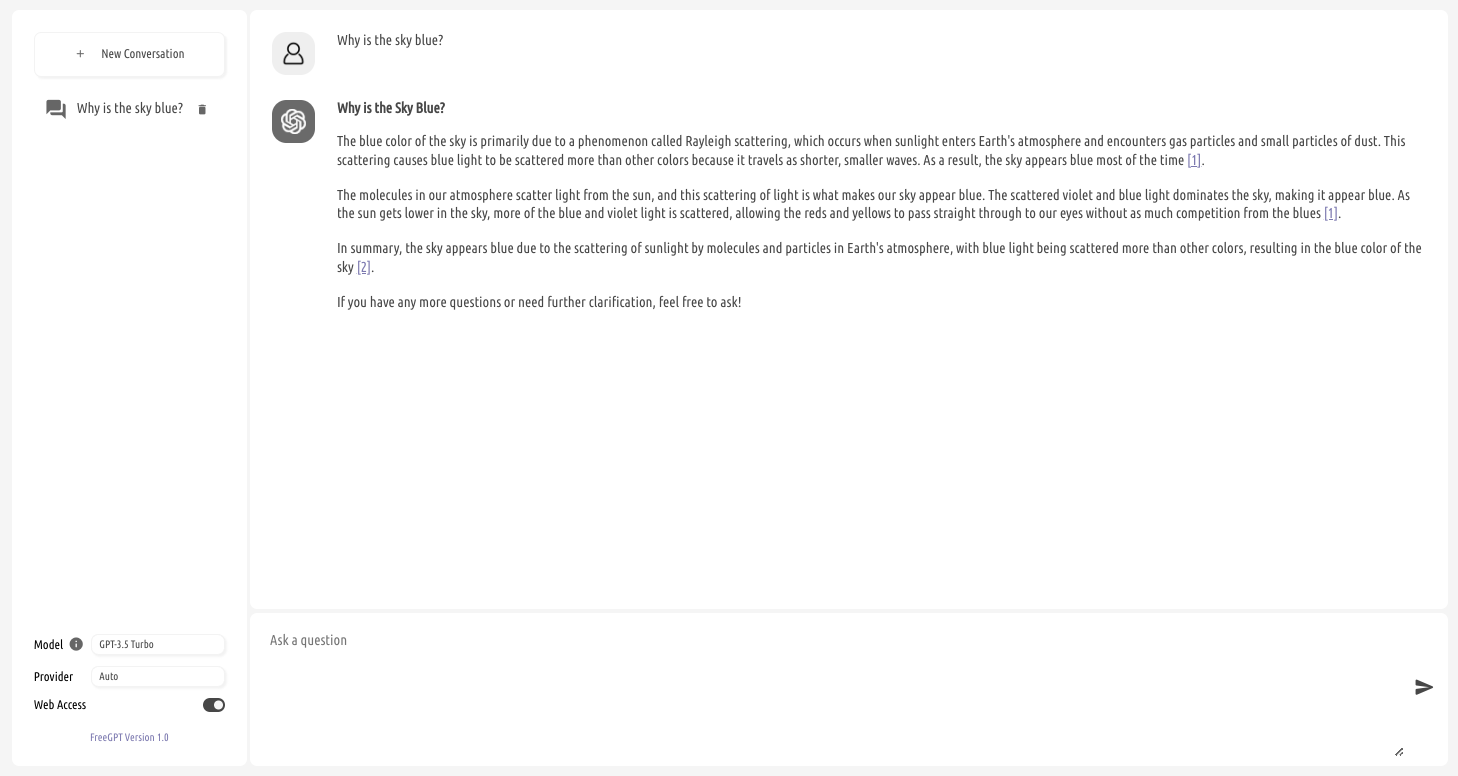 + New Conversation
Why is the sky blue?
Model GPT-3.5 Turbo
Provider Auto
Web Access
FreeGPT Version 1.0
Why is the sky blue?
Why is the Sky Blue?
The blue color of the sky is primarily due to a phenomenon called Rayleigh scattering, which occurs when sunlight enters Earth's atmosphere and encounters gas particles and small particles of dust. This
scattering causes blue light to be scattered more than other colors because it travels as shorter, smaller waves. As a result, the sky appears blue most of the time [1].
The molecules in our atmosphere scatter light from the sun, and this scattering of light is what makes our sky appear blue. The scattered violet and blue light dominates the sky, making it appear blue. As
the sun gets lower in the sky, more of the blue and violet light is scattered, allowing the reds and yellows to pass straight through to our eyes without as much competition from the blues [1].
In summary, the sky appears blue due to the scattering of sunlight by molecules and particles in Earth's atmosphere, with blue light being scattered more than other colors, resulting in the blue color of the
sky [2].
If you have any more questions or need further clarification, feel free to ask!
Ask a question